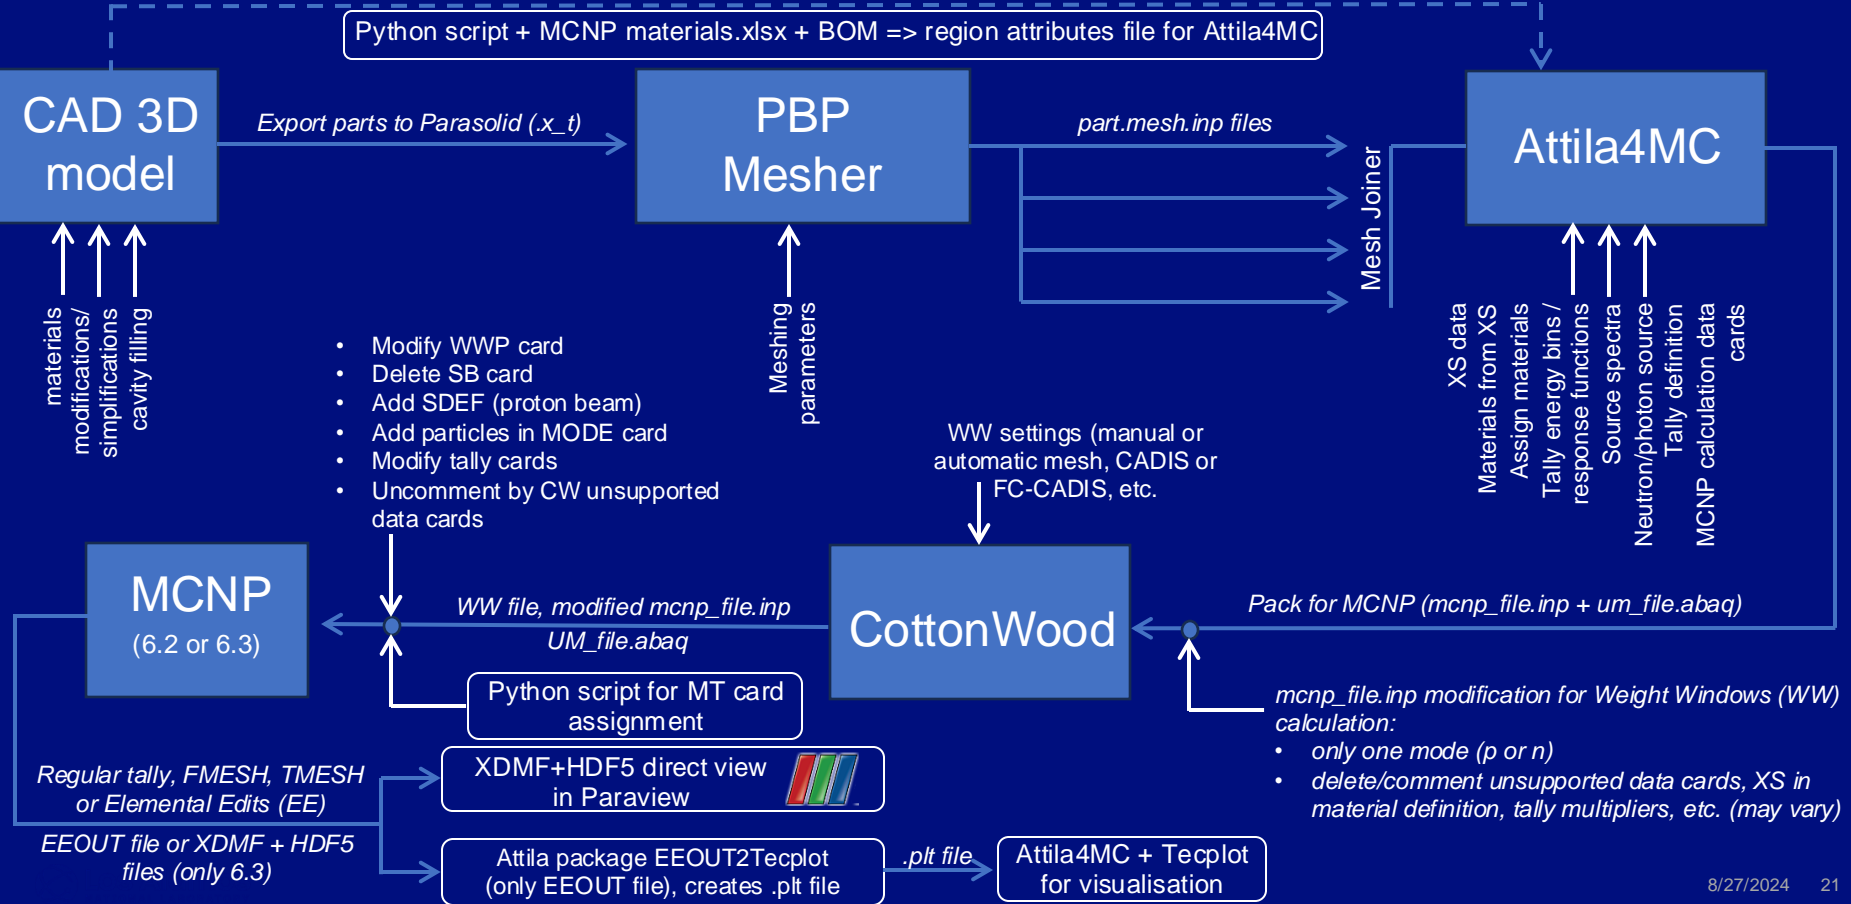 Python script + MCNP materials.xlsx + BOM => region attributes file for Attila4MC
CAD 3D
model
Export parts to Parasolid (.x_t)
PBP
Mesher
part.mesh.inp files
Mesh Joiner
Attila4MC
materials
modifications/
simplifications
cavity filling
Meshing
parameters
XS data
Materials from XS
Assign materials
Tally energy bins /
response functions
Source spectra
Neutron/photon source
Tally definition
MCNP calculation data
cards
• Modify WWP card
• Delete SB card
• Add SDEF (proton beam)
• Add particles in MODE card
• Modify tally cards
• Uncomment by CW unsupported
data cards
WW settings (manual or
automatic mesh, CADIS or
FC-CADIS, etc.
MCNP
(6.2 or 6.3)
WW file, modified mcnp_file.inp
UM_file.abaq
CottonWood
Pack for MCNP (mcnp_file.inp + um_file.abaq)
Python script for MT card
assignment
mcnp_file.inp modification for Weight Windows (WW)
calculation:
• only one mode (p or n)
• delete/comment unsupported data cards, XS in
material definition, tally multipliers, etc. (may vary)
Regular tally, FMESH, TMESH
or Elemental Edits (EE)
EEOUT file or XDMF + HDF5
files (only 6.3)
XDMF+HDF5 direct view
in Paraview
Attila package EEOUT2Tecplot
(only EEOUT file), creates .plt file
.plt file
Attila4MC + Tecplot
for visualisation
8/27/2024 21